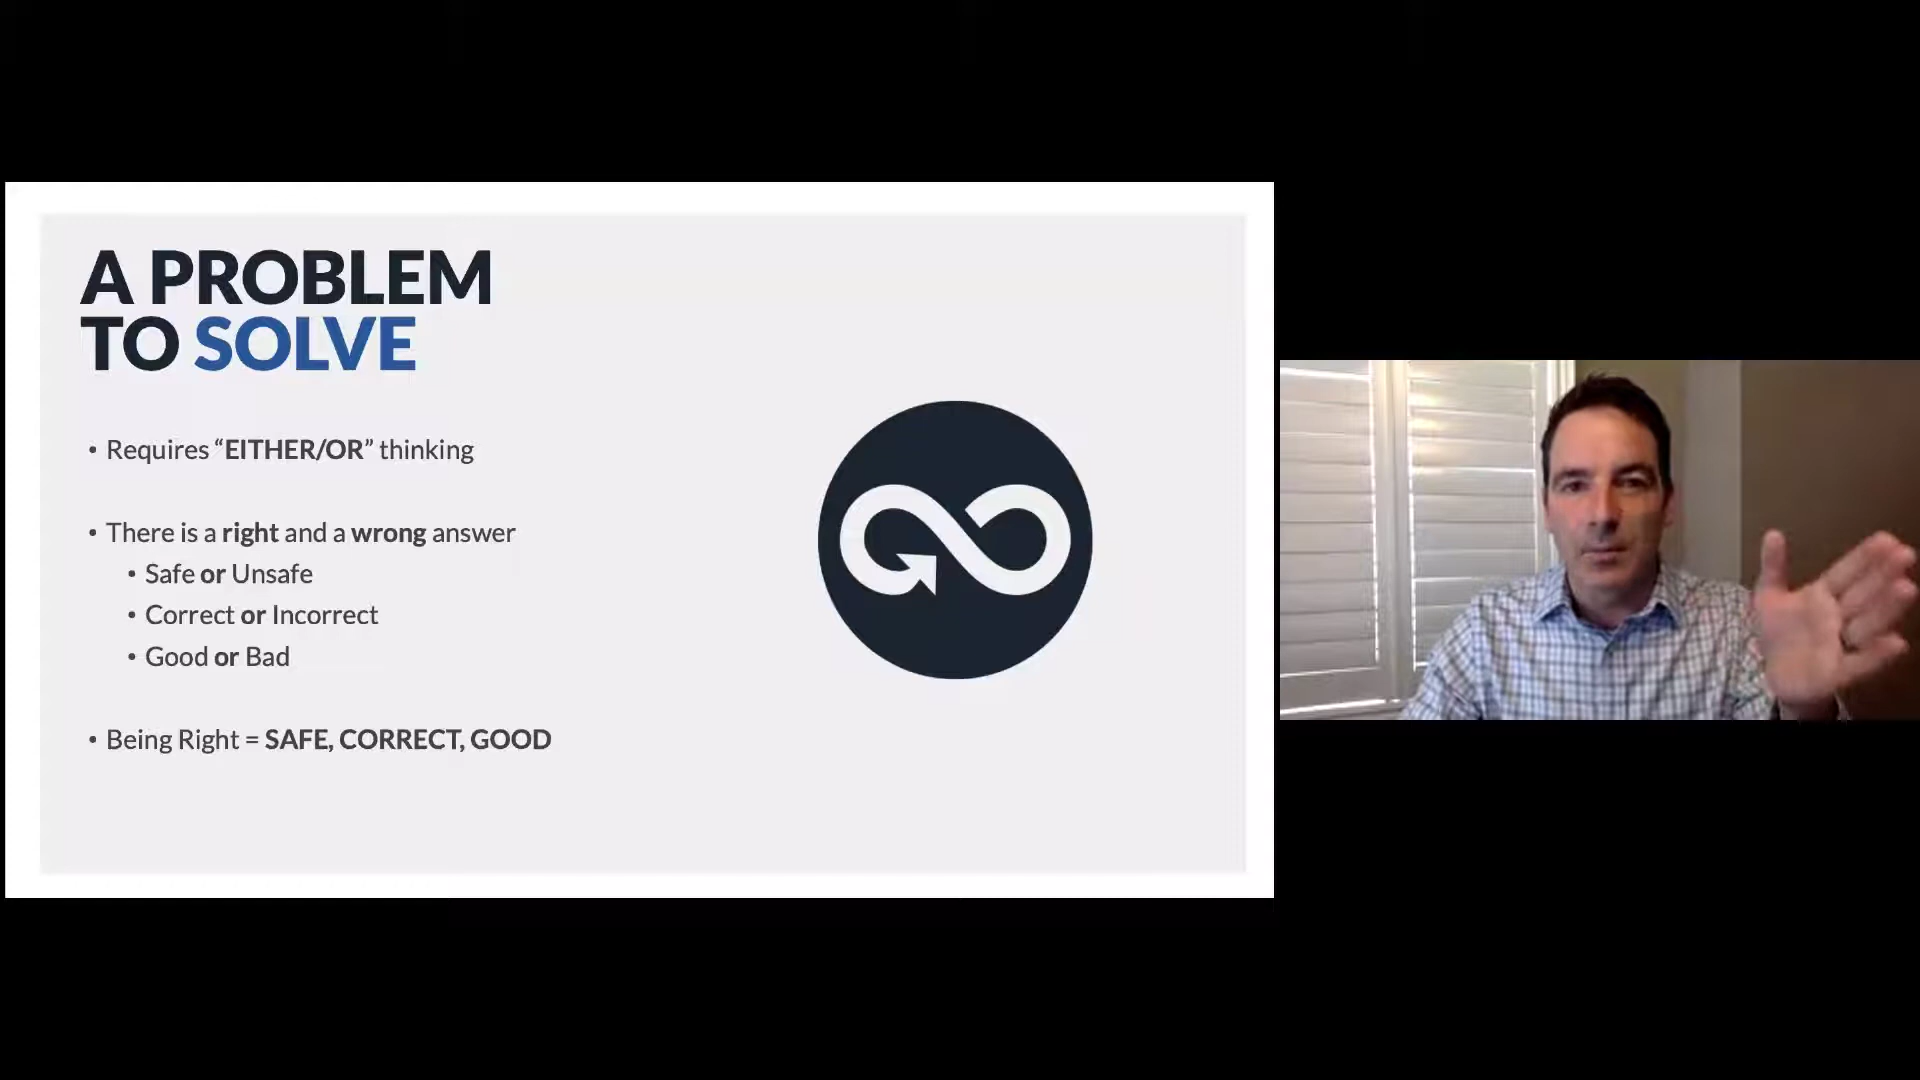 A PROBLEM
TO SOLVE
• Requires “EITHER/OR” thinking
• There is a right and a wrong answer
• Safe or Unsafe
• Correct or Incorrect
• Good or Bad
• Being Right = SAFE, CORRECT, GOOD